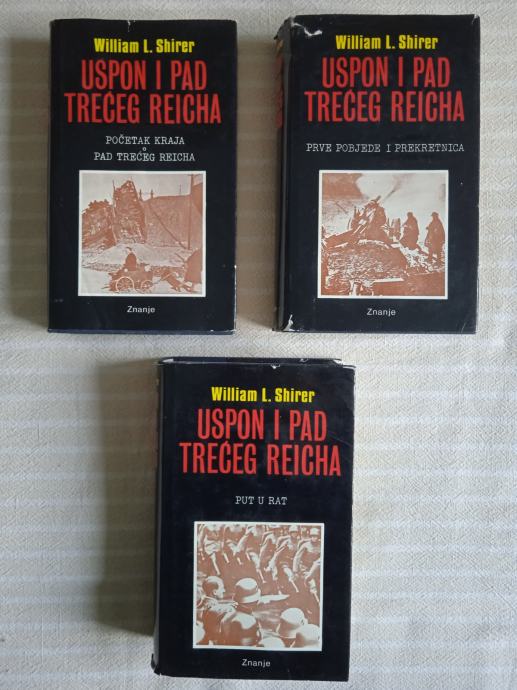 William L. Shirer
USPON I PAD
TREĆEG REICHA
POČETAK KRAJA
PAD TREĆEG REICHA
Znanje
William L. Shirer
USPON I PAD
TREĆEG REICHA
PRVE POBJEDE I PREKRETNICA
Znanje
William L. Shirer
USPON I PAD
TREĆEG REICHA
PUT U RAT
Znanje